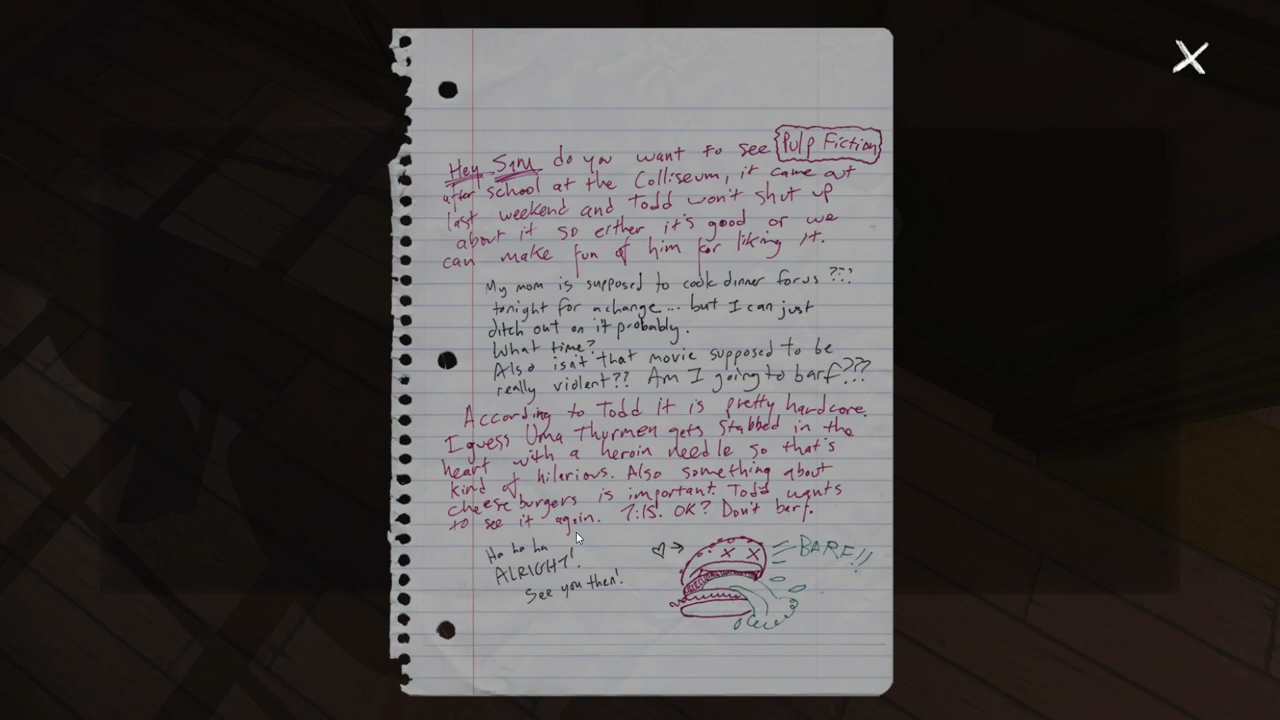 Hey Sam do you want to see Pulp Fiction
after school at the Colliseum, it came out
last weekend and Todd won't shut up
about it so either it's good or we
can make fun of him for liking it.
My mom is supposed to cook dinner for us ???
tonight for a change... but I can just
ditch out on it probably.
What time?
Also isn't that movie supposed to be
really violent?? Am I going to barf???
According to Todd it is pretty hardcore.
I guess Uma Thurmen gets stabbed in the
heart with a heroin needle so that's
kind of hilarious. Also something about
cheeseburgers is important. Todd wants
to see it again. 7:15. OK? Don't barf.
Ha ha ha
ALRIGHT!
See you then!
BARF!!